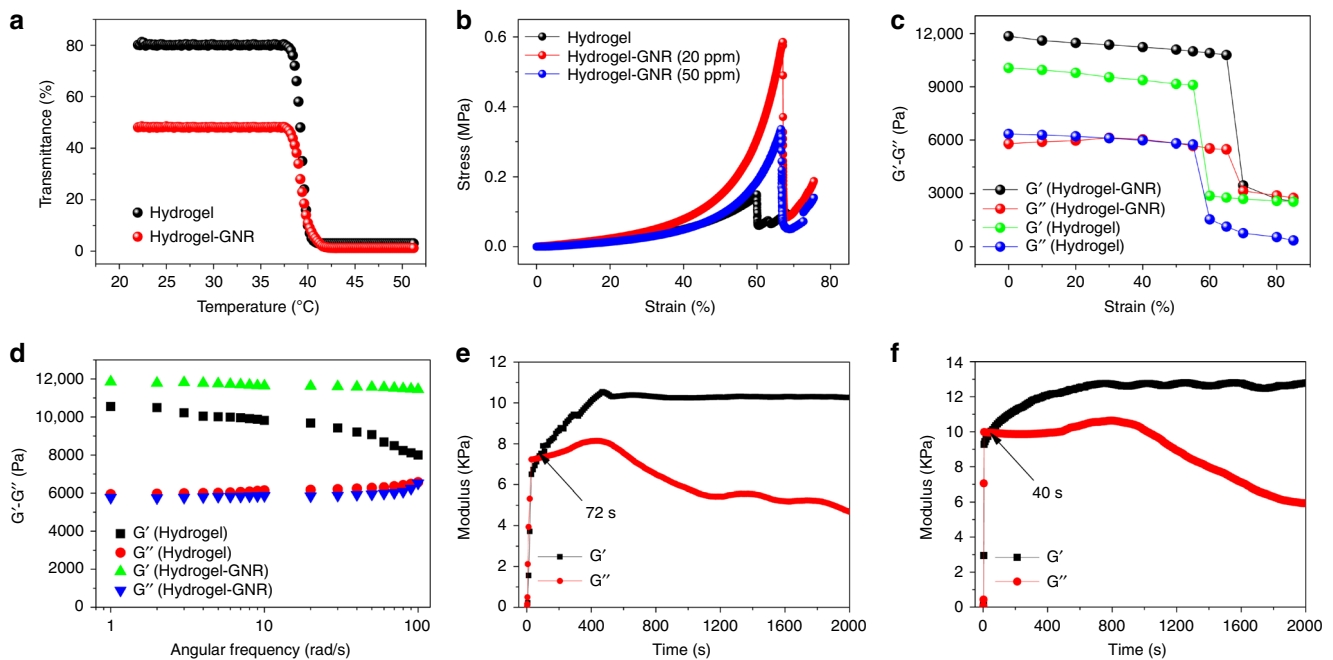 a
80
60
40
20
0
Transmittance (%)
Hydrogel
Hydrogel-GNR
20 25 30 35 40 45 50
Temperature (°C)
b
0.6
0.4
0.2
0.0
Stress (MPa)
Hydrogel
Hydrogel-GNR (20 ppm)
Hydrogel-GNR (50 ppm)
0 20 40 60 80
Strain (%)
c
12,000
9000
6000
3000
0
G′-G″ (Pa)
G′ (Hydrogel-GNR)
G″ (Hydrogel-GNR)
G′ (Hydrogel)
G″ (Hydrogel)
0 20 40 60 80
Strain (%)
d
12,000
10,000
8000
6000
4000
2000
0
G′-G″ (Pa)
G′ (Hydrogel)
G″ (Hydrogel)
G′ (Hydrogel-GNR)
G″ (Hydrogel-GNR)
1 10 100
Angular frequency (rad/s)
e
12
10
8
6
4
2
0
Modulus (KPa)
72 s
G′
G″
0 400 800 1200 1600 2000
Time (s)
f
14
12
10
8
6
4
2
0
Modulus (KPa)
40 s
G′
G″
0 400 800 1200 1600 2000
Time (s)